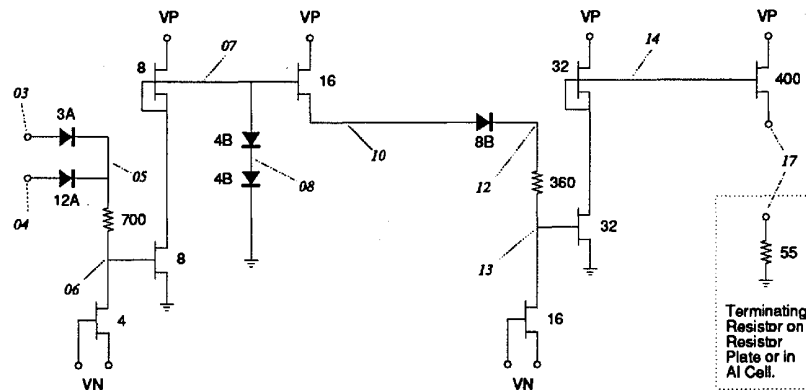 VP
VP
VP
07
14
8
16
32
400
03
3A
4B
8B
10
12
17
05
4B
08
360
04
12A
700
55
32
8
13
06
4
16
Terminating
Resistor on
Resistor
Plate or in
AI Cell.
VN
VN